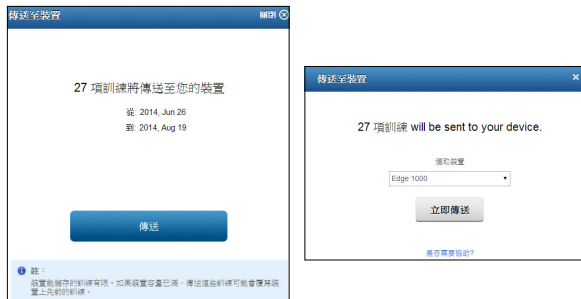 傳送至裝置
關閉
27 項訓練將傳送至您的裝置
從: 2014, Jun 26
到: 2014, Aug 19
傳送
註：
裝置能儲存的訓練有限。如果裝置容量已滿，傳送這些訓練可能會覆寫裝
置上先前的訓練。
傳送至裝置
27 項訓練 will be sent to your device.
選取裝置
Edge 1000
立即傳送
是否需要協助?